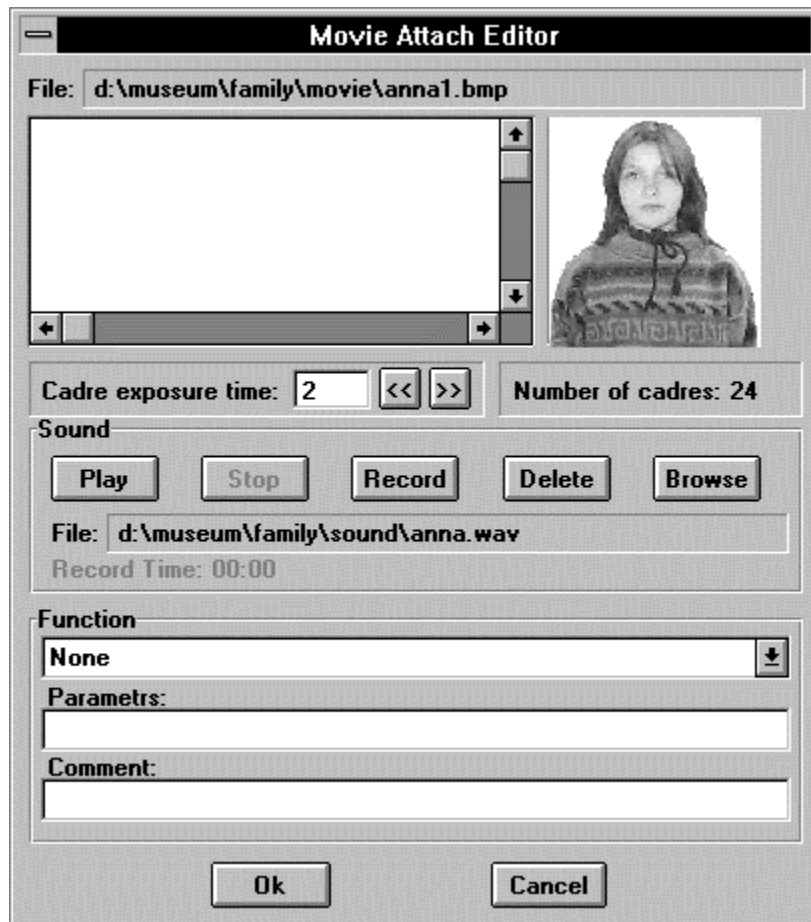 Movie Attach Editor
File: d:\museum\family\movie\anna1.bmp
Cadre exposure time: 2 << >> Number of cadres: 24
Sound
Play Stop Record Delete Browse
File: d:\museum\family\sound\anna.wav
Record Time: 00:00
Function
None
Parametrs:
Comment:
Ok Cancel